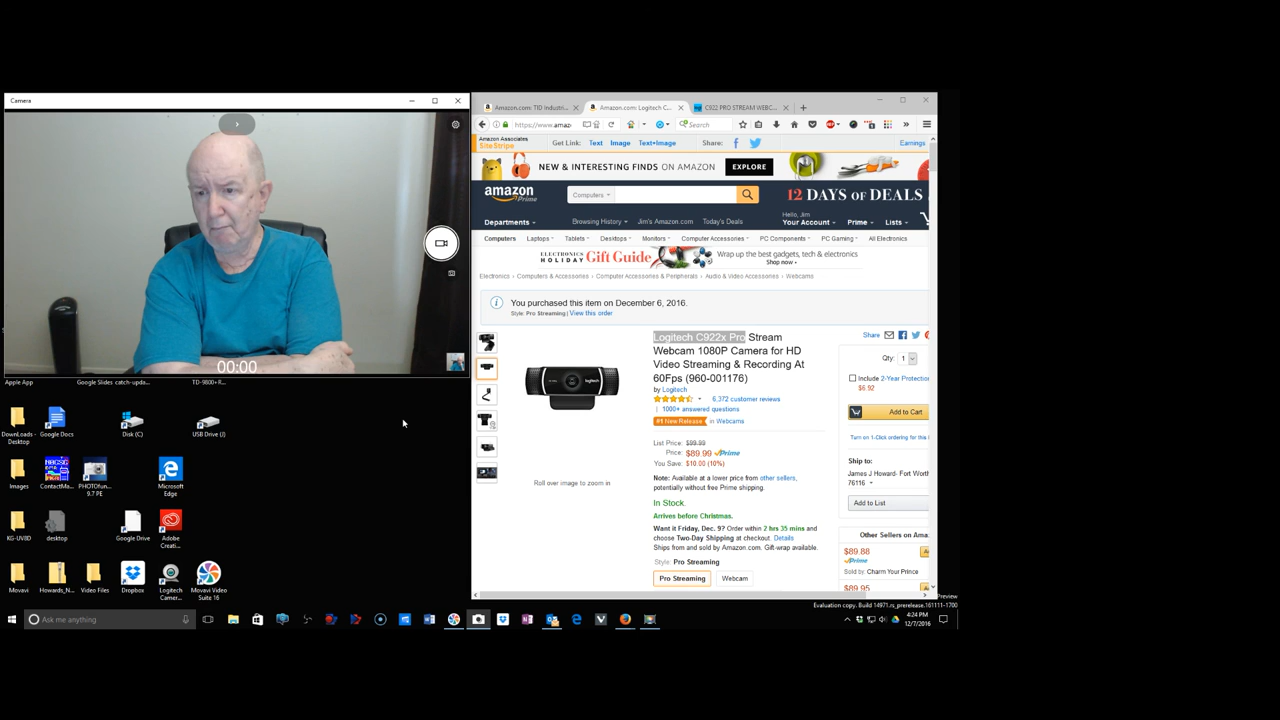 Camera
00:00
Apple App
Google Slides
catch-upda...
TD-9800+R...
DownLoads - Desktop
Google Docs
Disk (C)
USB Drive (J)
Images
ContactMa...
PHOTOfun... 9.7 PE
Microsoft Edge
KG-UV8D
desktop
Google Drive
Adobe Creati...
Movavi
Howards_N...
Video Files
Dropbox
Logitech Camer...
Movavi Video Suite 16
Ask me anything
Amazon.com: TID Industri...
Amazon.com: Logitech C...
C922 PRO STREAM WEBC...
https://www.amaz
Search
Amazon Associates
SiteStripe
Get Link: Text Image Text+Image Share: Earnings
NEW & INTERESTING FINDS ON AMAZON EXPLORE
amazon Prime
Computers
12 DAYS OF DEALS
Departments
Browsing History Jim's Amazon.com Today's Deals
Hello, Jim
Your Account Prime Lists
Computers Laptops Tablets Desktops Monitors Computer Accessories PC Components PC Gaming All Electronics
ELECTRONICS HOLIDAY Gift Guide
Wrap up the best gadgets, tech & electronics
Shop now ›
Electronics › Computers & Accessories › Computer Accessories & Peripherals › Audio & Video Accessories › Webcams
You purchased this item on December 6, 2016.
Style: Pro Streaming | View this order
logitech
Roll over image to zoom in
Logitech C922x Pro Stream
Webcam 1080P Camera for HD
Video Streaming & Recording At
60Fps (960-001176)
by Logitech
6,372 customer reviews
| 1000+ answered questions
#1 New Release in Webcams
List Price: $99.99
Price: $89.99 Prime
You Save: $10.00 (10%)
Note: Available at a lower price from other sellers,
potentially without free Prime shipping.
In Stock.
Arrives before Christmas.
Want it Friday, Dec. 9? Order within 2 hrs 35 mins and
choose Two-Day Shipping at checkout. Details
Ships from and sold by Amazon.com. Gift-wrap available.
Style: Pro Streaming
Pro Streaming Webcam
Share
Qty: 1
Include 2-Year Protectio
$6.92
Add to Cart
Turn on 1-Click ordering for this
Ship to:
James J Howard- Fort Worth
76116
Add to List
Other Sellers on Ama
$89.88
Prime
Sold by: Charm Your Prince
$89.95
Preview
Evaluation copy. Build 14971.rs_prerelease.161111-1700
4:24 PM
12/7/2016